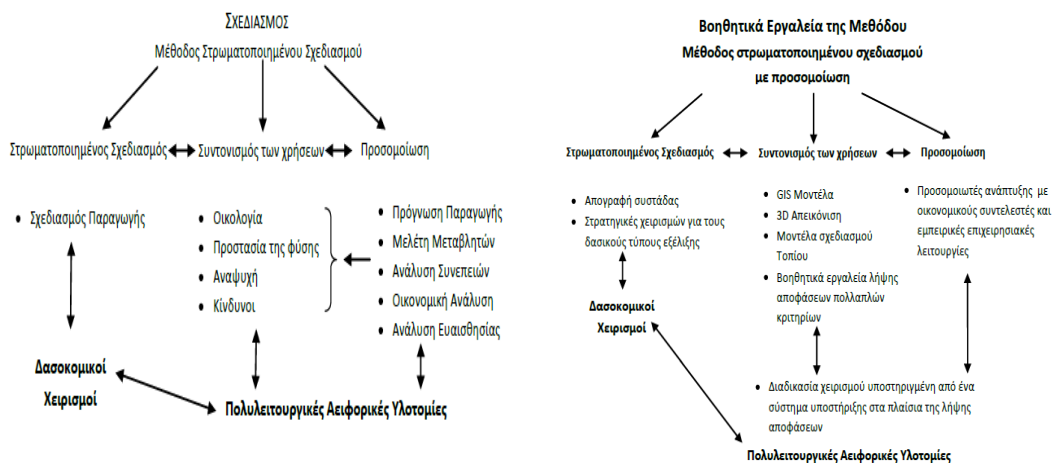 ΣΧΕΔΙΑΣΜΟΣ
Μέθοδος Στρωματοποιημένου Σχεδιασμού
Στρωματοποιημένος Σχεδιασμός
Συντονισμός των χρήσεων
Προσομοίωση
• Σχεδιασμός Παραγωγής
• Οικολογία
• Προστασία της φύσης
• Αναψυχή
• Κίνδυνοι
• Πρόγνωση Παραγωγής
• Μελέτη Μεταβλητών
• Ανάλυση Συνεπειών
• Οικονομική Ανάλυση
• Ανάλυση Ευαισθησίας
Δασοκομικοί
Χειρισμοί
Πολυλειτουργικές Αειφορικές Υλοτομίες
Βοηθητικά Εργαλεία της Μεθόδου
Μέθοδος στρωματοποιημένου σχεδιασμού
με προσομοίωση
Στρωματοποιημένος Σχεδιασμός
Συντονισμός των χρήσεων
Προσομοίωση
• Απογραφή συστάδας
• Στρατηγικές χειρισμών για τους
δασικούς τύπους εξέλιξης
• GIS Μοντέλα
• 3D Απεικόνιση
• Μοντέλα σχεδιασμού
Τοπίου
• Βοηθητικά εργαλεία λήψης
αποφάσεων πολλαπλών
κριτηρίων
• Προσομοιωτές ανάπτυξης με
οικονομικούς συντελεστές και
εμπειρικές επιχειρησιακές
λειτουργίες
Δασοκομικοί
Χειρισμοί
• Διαδικασία χειρισμού υποστηριγμένη από ένα
σύστημα υποστήριξης στα πλαίσια της λήψης
αποφάσεων
Πολυλειτουργικές Αειφορικές Υλοτομίες